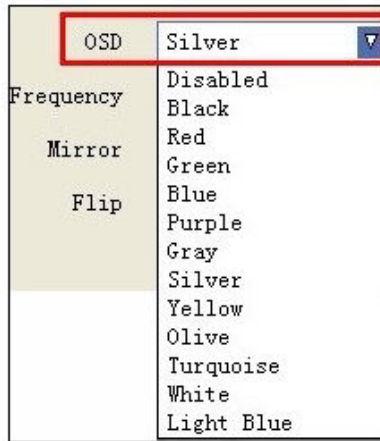 OSD Silver
Disabled
Frequency Black
Red
Mirror Green
Blue
Flip Purple
Gray
Silver
Yellow
Olive
Turquoise
White
Light Blue